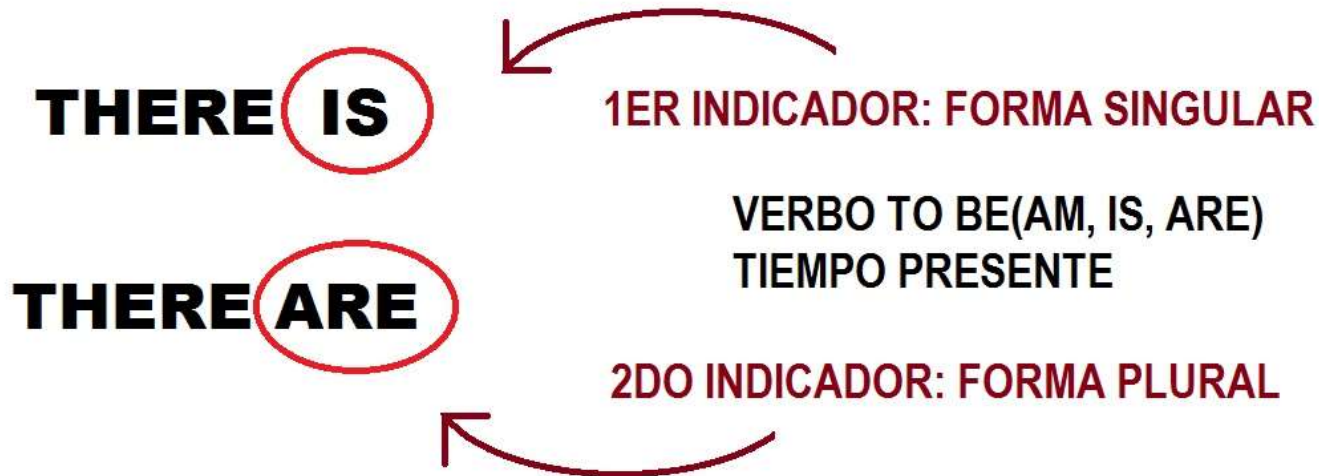 THERE IS
1ER INDICADOR: FORMA SINGULAR
VERBO TO BE(AM, IS, ARE)
TIEMPO PRESENTE
THERE ARE
2DO INDICADOR: FORMA PLURAL